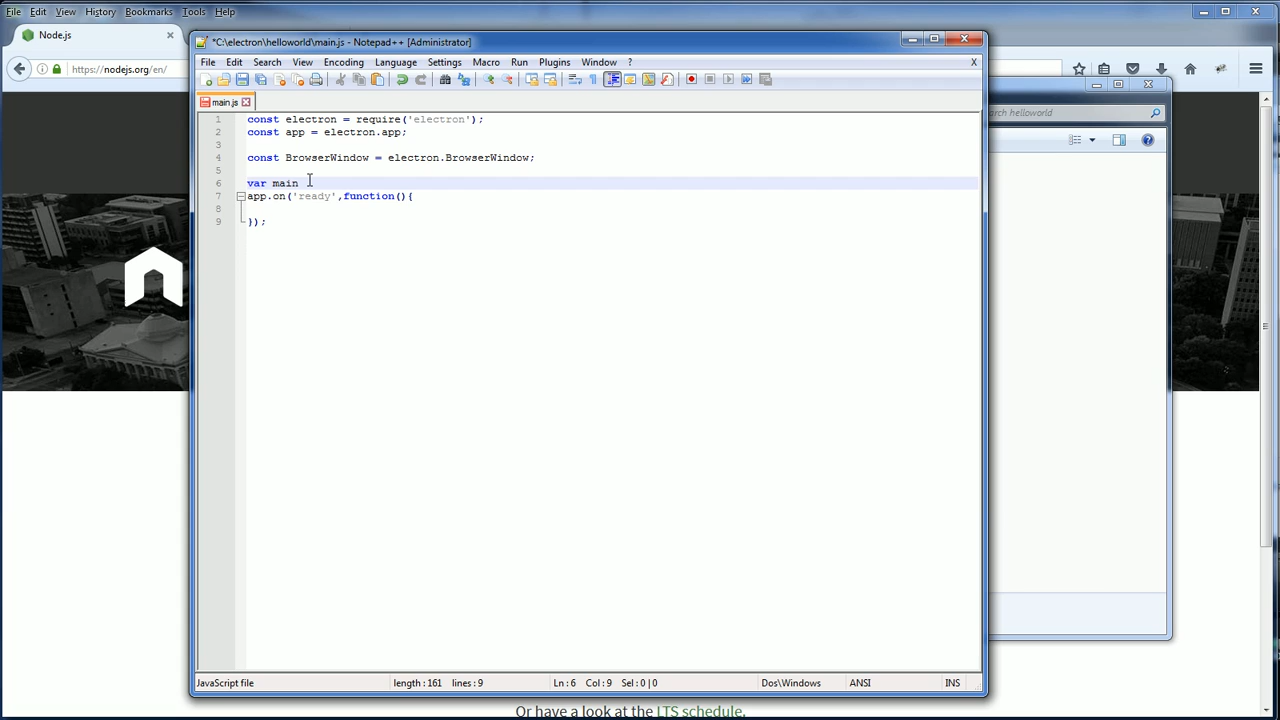 File Edit View History Bookmarks Tools Help
Node.js
https://nodejs.org/en/
*C:\electron\helloworld\main.js - Notepad++ [Administrator]
File Edit Search View Encoding Language Settings Macro Run Plugins Window ? X
main.js
1 const electron = require('electron');
2 const app = electron.app;
3
4 const BrowserWindow = electron.BrowserWindow;
5
6 var main
7 app.on('ready',function(){
8
9 });
arch helloworld
JavaScript file length : 161 lines : 9 Ln : 6 Col : 9 Sel : 0 | 0 Dos\Windows ANSI INS
Or have a look at the LTS schedule.